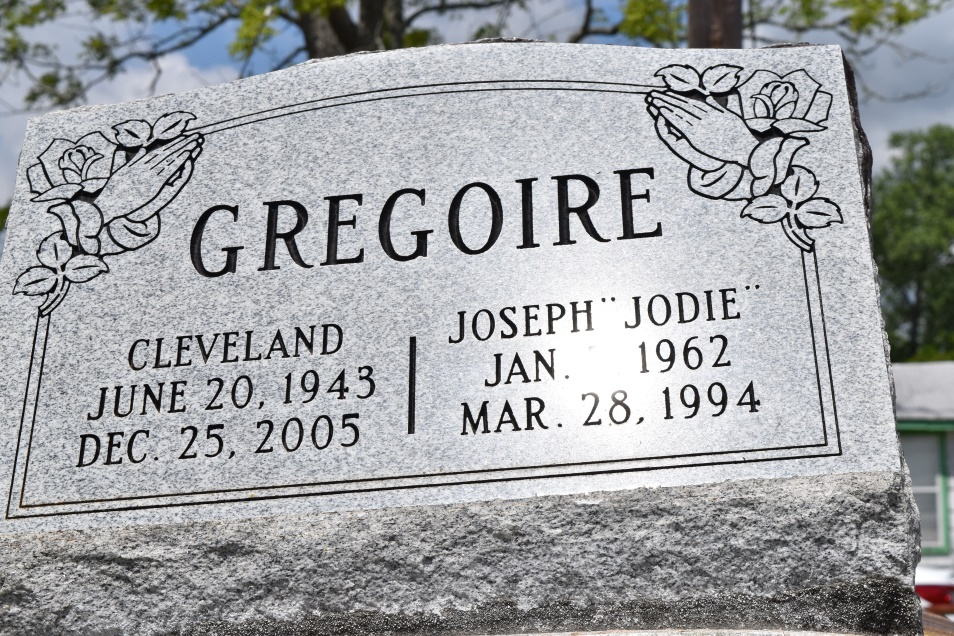 GREGOIRE
CLEVELAND
JUNE 20, 1943
DEC. 25, 2005
JOSEPH "JODIE"
JAN. 1962
MAR. 28, 1994